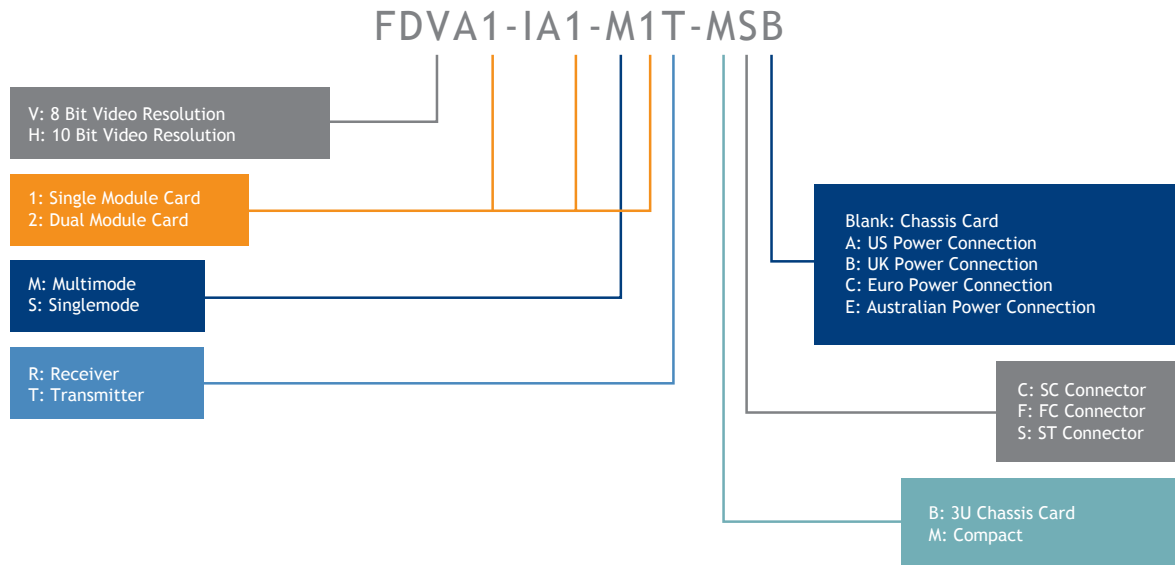 FDVA1-IA1-M1T-MSB
V: 8 Bit Video Resolution
H: 10 Bit Video Resolution
1: Single Module Card
2: Dual Module Card
M: Multimode
S: Singlemode
R: Receiver
T: Transmitter
Blank: Chassis Card
A: US Power Connection
B: UK Power Connection
C: Euro Power Connection
E: Australian Power Connection
C: SC Connector
F: FC Connector
S: ST Connector
B: 3U Chassis Card
M: Compact